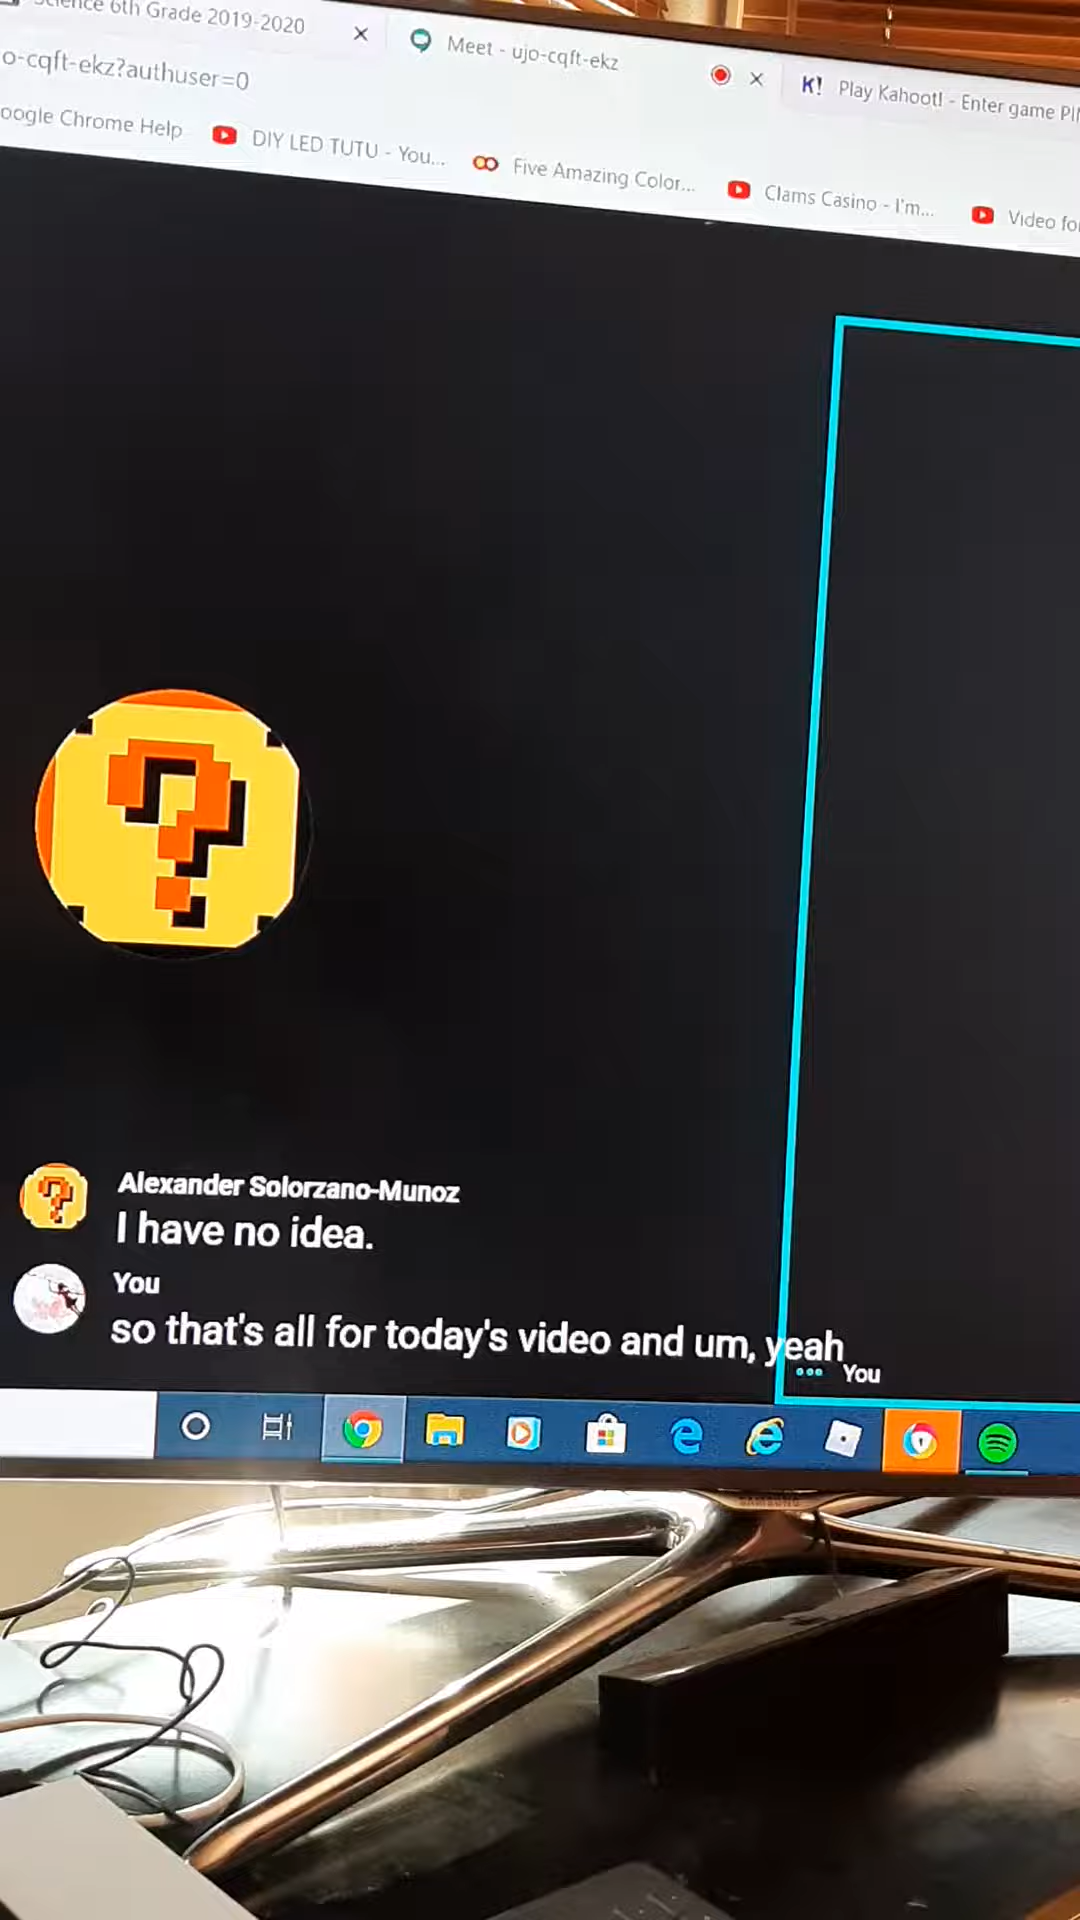 Science 6th Grade 2019-2020
Meet - ujo-cqft-ekz
K! Play Kahoot! - Enter game PI
o-cqft-ekz?authuser=0
oogle Chrome Help
DIY LED TUTU - You...
Five Amazing Color...
Clams Casino - I'm...
Video fo
?
?
Alexander Solorzano-Munoz
I have no idea.
You
so that's all for today's video and um, yeah
You
SAMSUNG